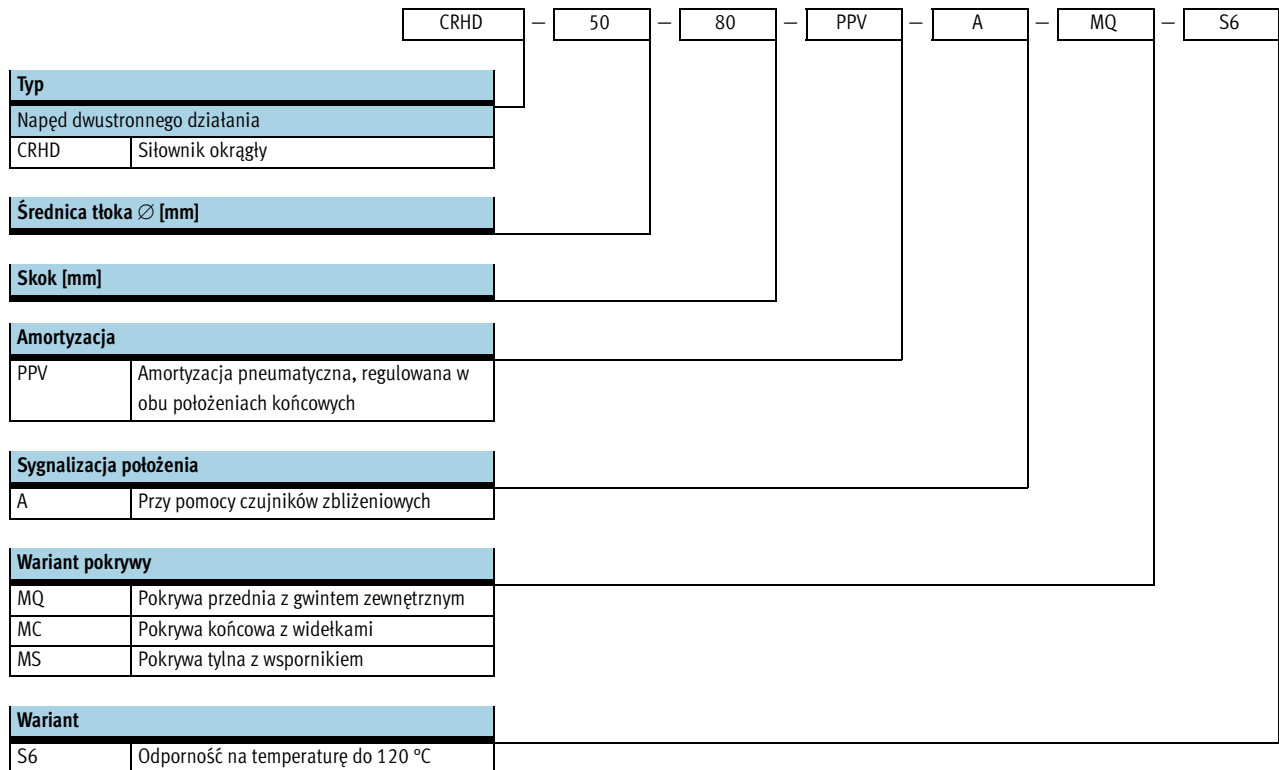 CRHD – 50 – 80 – PPV – A – MQ – S6
Typ
Napęd dwustronnego działania
CRHD Siłownik okrągły
Średnica tłoka ∅ [mm]
Skok [mm]
Amortyzacja
PPV Amortyzacja pneumatyczna, regulowana w
obu położeniach końcowych
Sygnalizacja położenia
A Przy pomocy czujników zbliżeniowych
Wariant pokrywy
MQ Pokrywa przednia z gwintem zewnętrznym
MC Pokrywa końcowa z widełkami
MS Pokrywa tylna z wspornikiem
Wariant
S6 Odporność na temperaturę do 120 °C